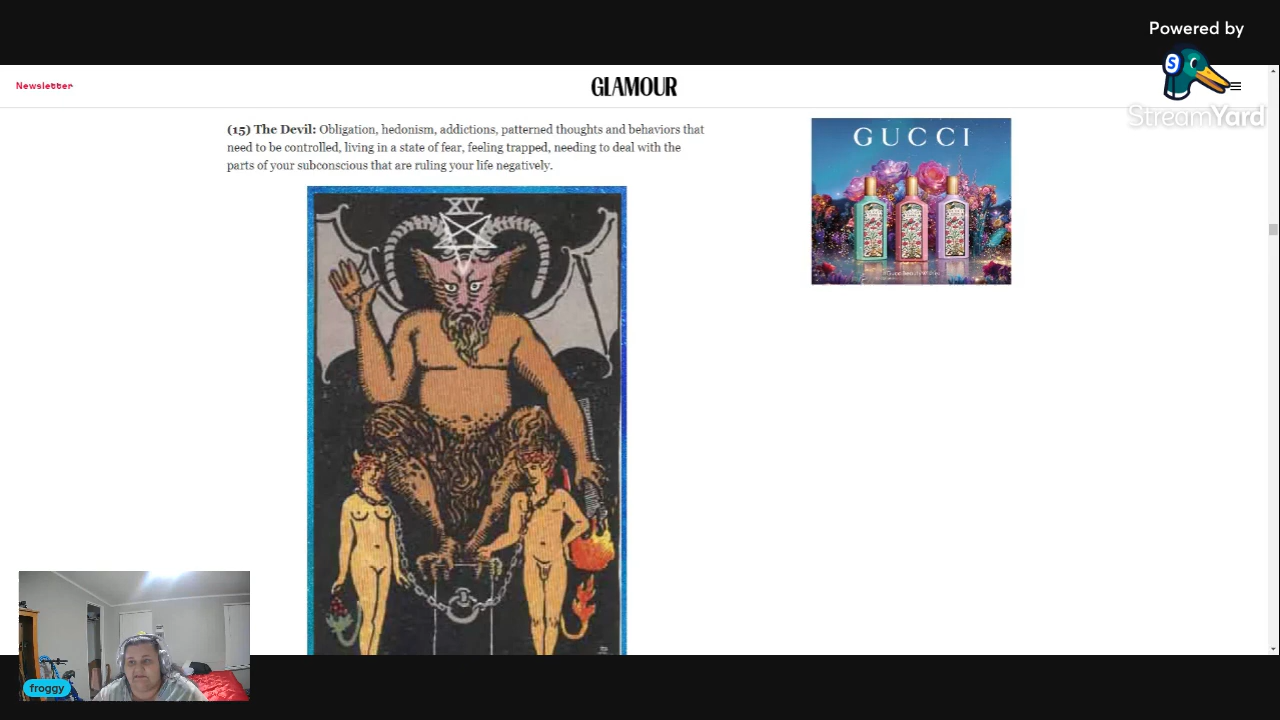 Powered by
S
StreamYard
Newsletter
GLAMOUR
(15) The Devil: Obligation, hedonism, addictions, patterned thoughts and behaviors that
need to be controlled, living in a state of fear, feeling trapped, needing to deal with the
parts of your subconscious that are ruling your life negatively.
GUCCI
XV
froggy